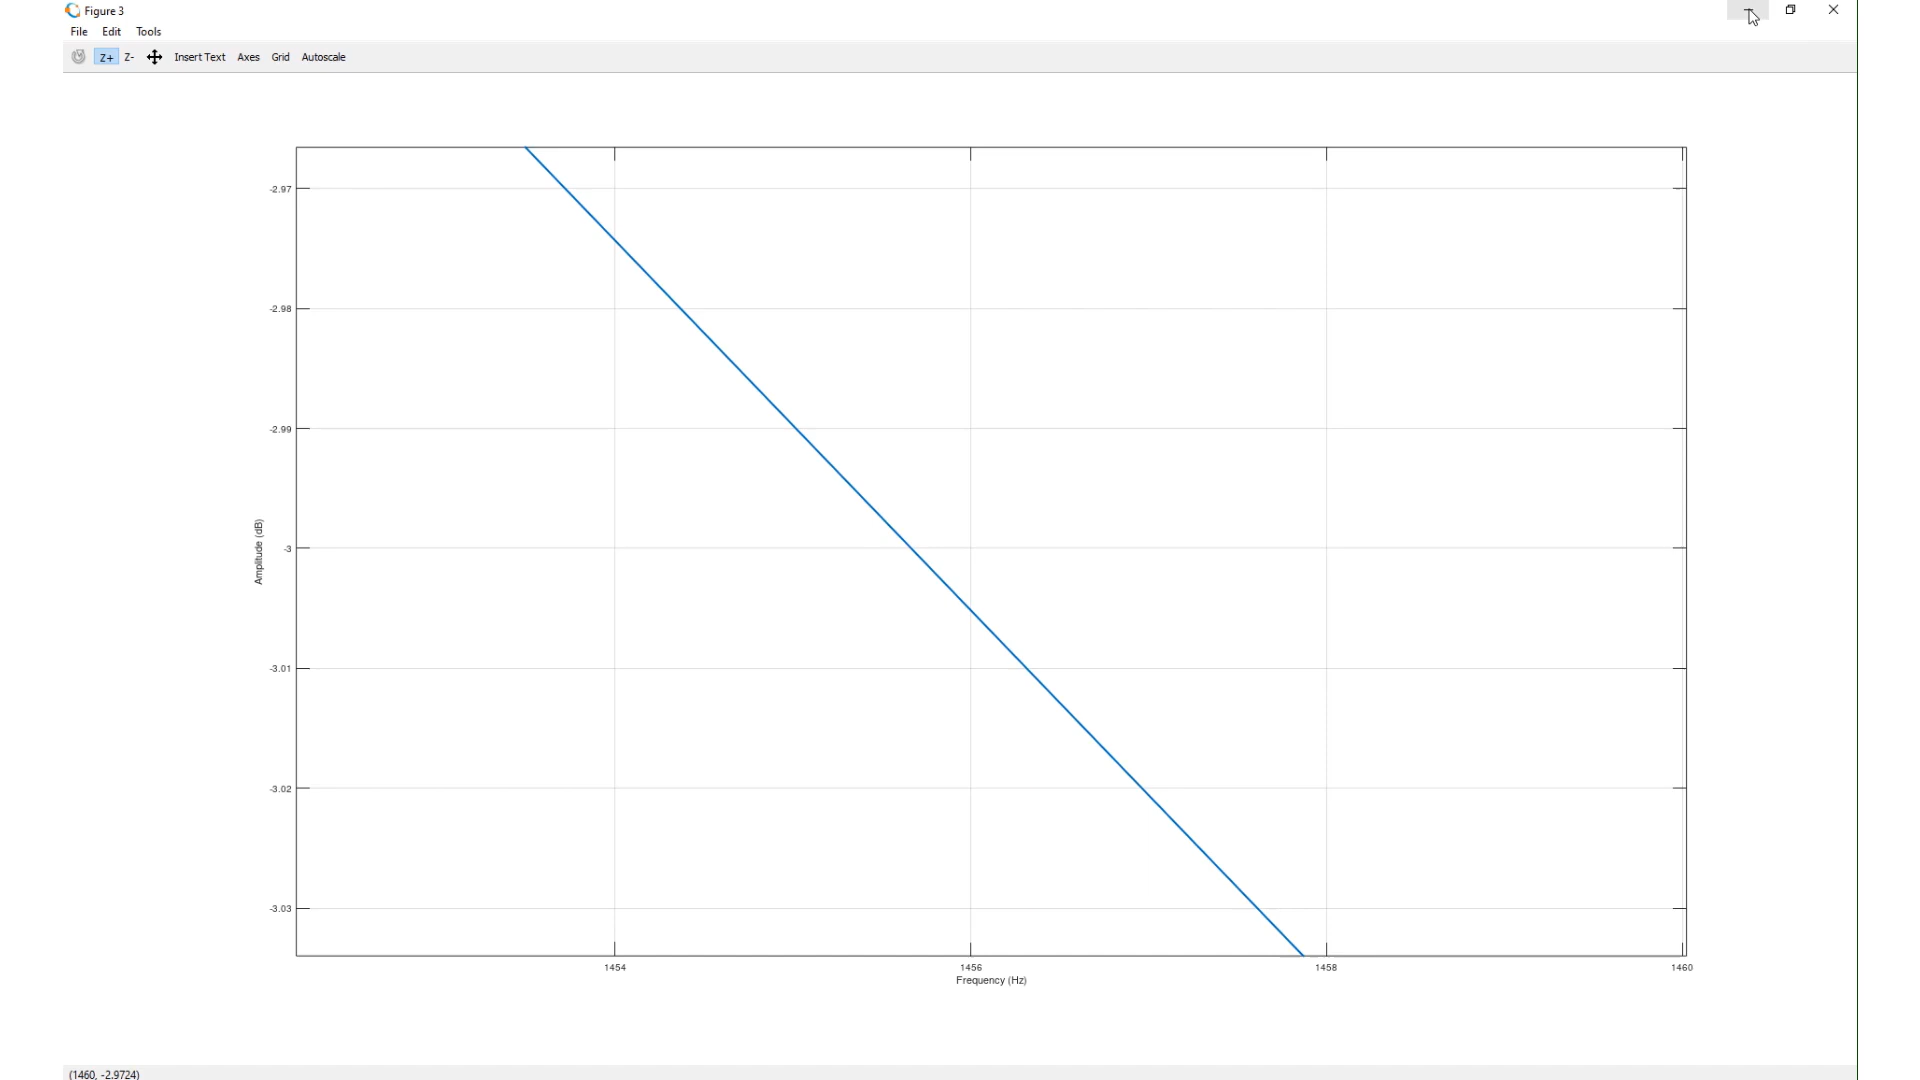 Figure 3
File Edit Tools
Z+ Z- Insert Text Axes Grid Autoscale
-2.97
-2.98
-2.99
-3
-3.01
-3.02
-3.03
Amplitude (dB)
1454 1456 1458 1460
Frequency (Hz)
(1460, -2.9724)